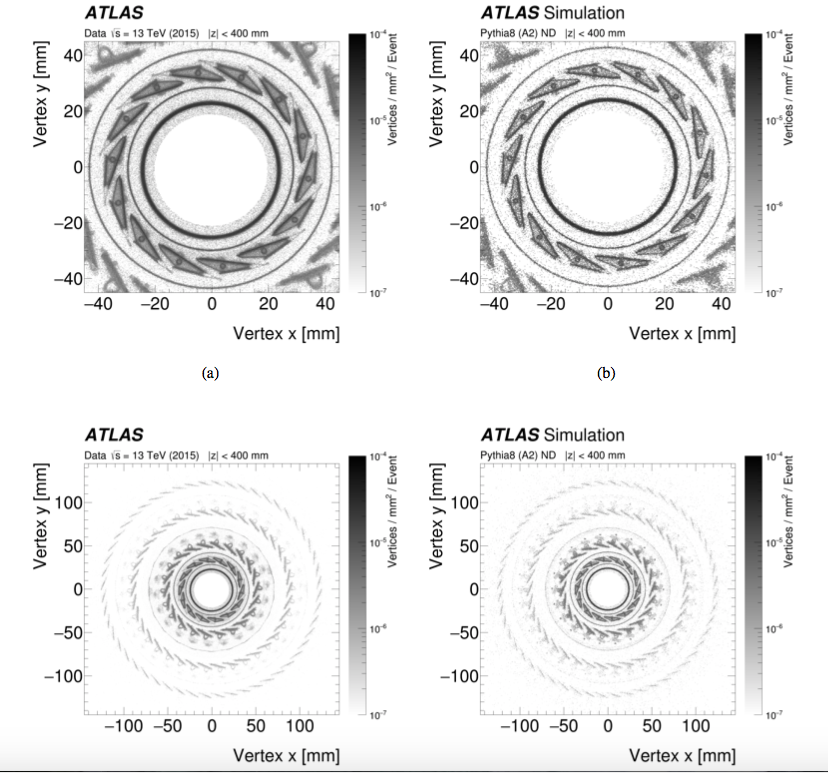 ATLAS
Data √s = 13 TeV (2015) |z| < 400 mm
Vertex y [mm]
40
20
0
−20
−40
−40 −20 0 20 40
Vertex x [mm]
10⁻⁴
10⁻⁵
10⁻⁶
10⁻⁷
Vertices / mm² / Event
(a)
ATLAS Simulation
Pythia8 (A2) ND |z| < 400 mm
Vertex y [mm]
40
20
0
−20
−40
−40 −20 0 20 40
Vertex x [mm]
10⁻⁴
10⁻⁵
10⁻⁶
10⁻⁷
Vertices / mm² / Event
(b)
ATLAS
Data √s = 13 TeV (2015) |z| < 400 mm
Vertex y [mm]
100
50
0
−50
−100
−100 −50 0 50 100
Vertex x [mm]
10⁻⁴
10⁻⁵
10⁻⁶
10⁻⁷
Vertices / mm² / Event
ATLAS Simulation
Pythia8 (A2) ND |z| < 400 mm
Vertex y [mm]
100
50
0
−50
−100
−100 −50 0 50 100
Vertex x [mm]
10⁻⁴
10⁻⁵
10⁻⁶
10⁻⁷
Vertices / mm² / Event